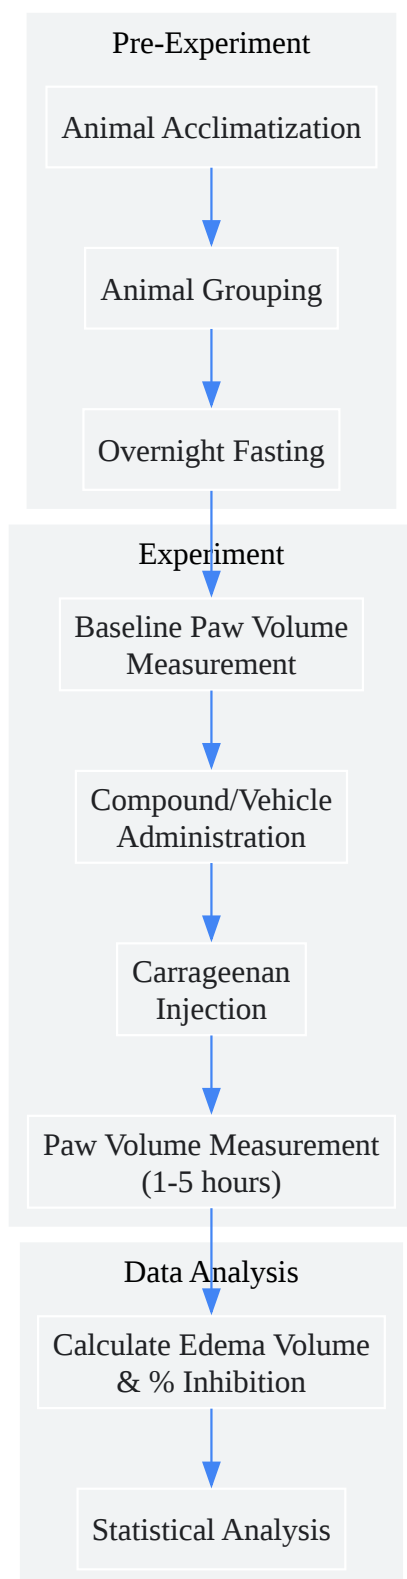 Pre-Experiment
Animal Acclimatization
Animal Grouping
Overnight Fasting
Experiment
Baseline Paw Volume
Measurement
Compound/Vehicle
Administration
Carrageenan
Injection
Paw Volume Measurement
(1-5 hours)
Data Analysis
Calculate Edema Volume
& % Inhibition
Statistical Analysis